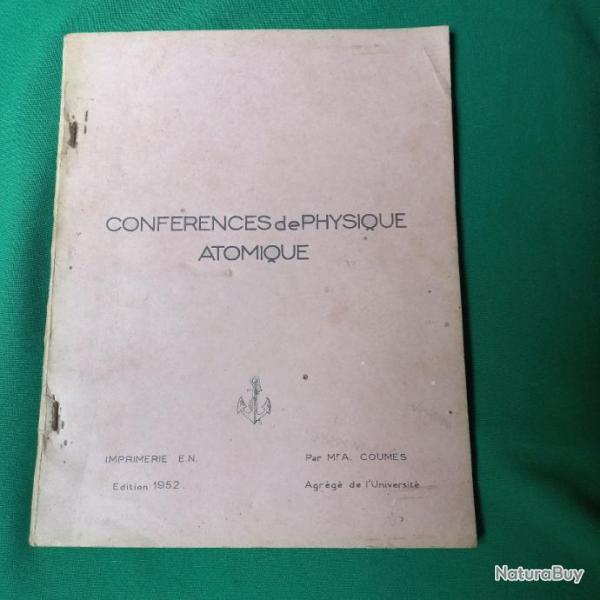 CONFERENCES de PHYSIQUE
ATOMIQUE
IMPRIMERIE E.N.
Par Mr A. COUMES
Edition 1952.
Agrégé de l'Université
NaturaBuy